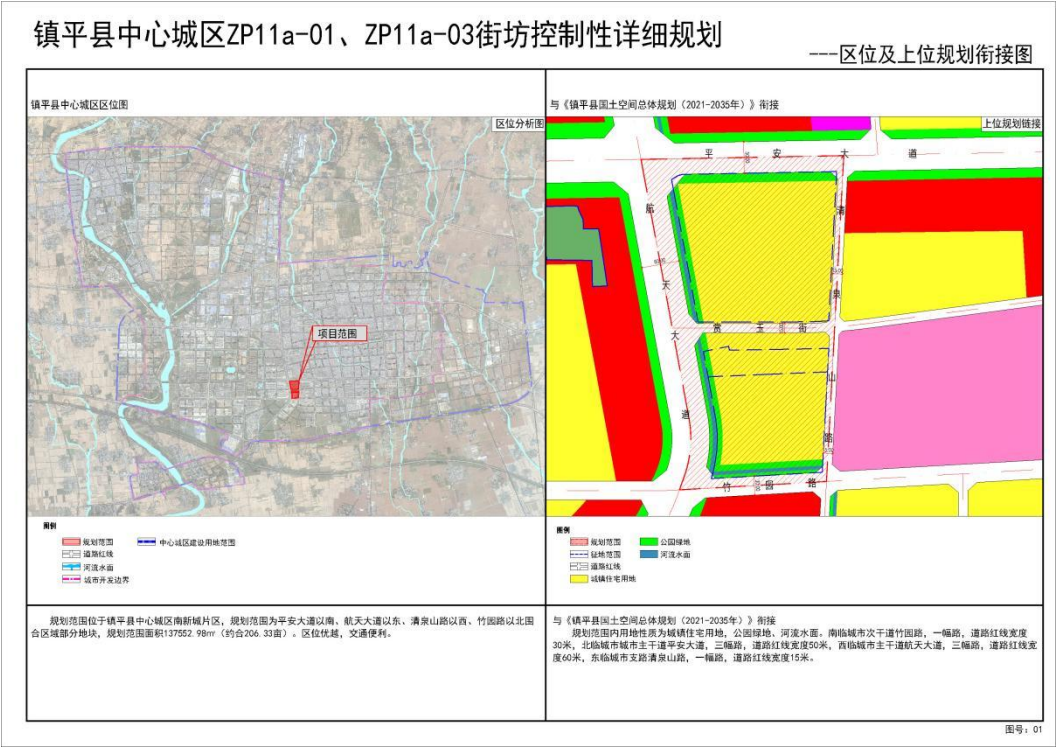 镇平县中心城区ZP11a-01、ZP11a-03街坊控制性详细规划
---区位及上位规划衔接图
镇平县中心城区区位图
区位分析图
项目范围
图例
规划范围
中心城区建设用地范围
道路红线
河流水面
城市开发边界
规划范围位于镇平县中心城区南新城片区，规划范围为平安大道以南、航天大道以东、清泉山路以西、竹园路以北围
合区域部分地块，规划范围面积137552.98㎡（约合206.33亩）。区位优越，交通便利。
与《镇平县国土空间总体规划（2021-2035年）》衔接
上位规划链接
平安大道
航天大道
清泉山路
赏玉街
竹园路
图例
规划范围
公园绿地
征地范围
河流水面
道路红线
城镇住宅用地
与《镇平县国土空间总体规划（2021-2035年）》衔接
规划范围内用地性质为城镇住宅用地，公园绿地、河流水面。南临城市次干道竹园路，一幅路，道路红线宽度
30米，北临城市城市主干道平安大道，三幅路，道路红线宽度50米，西临城市主干道航天大道，三幅路，道路红线宽
度60米，东临城市支路清泉山路，一幅路，道路红线宽度15米。
图号：01